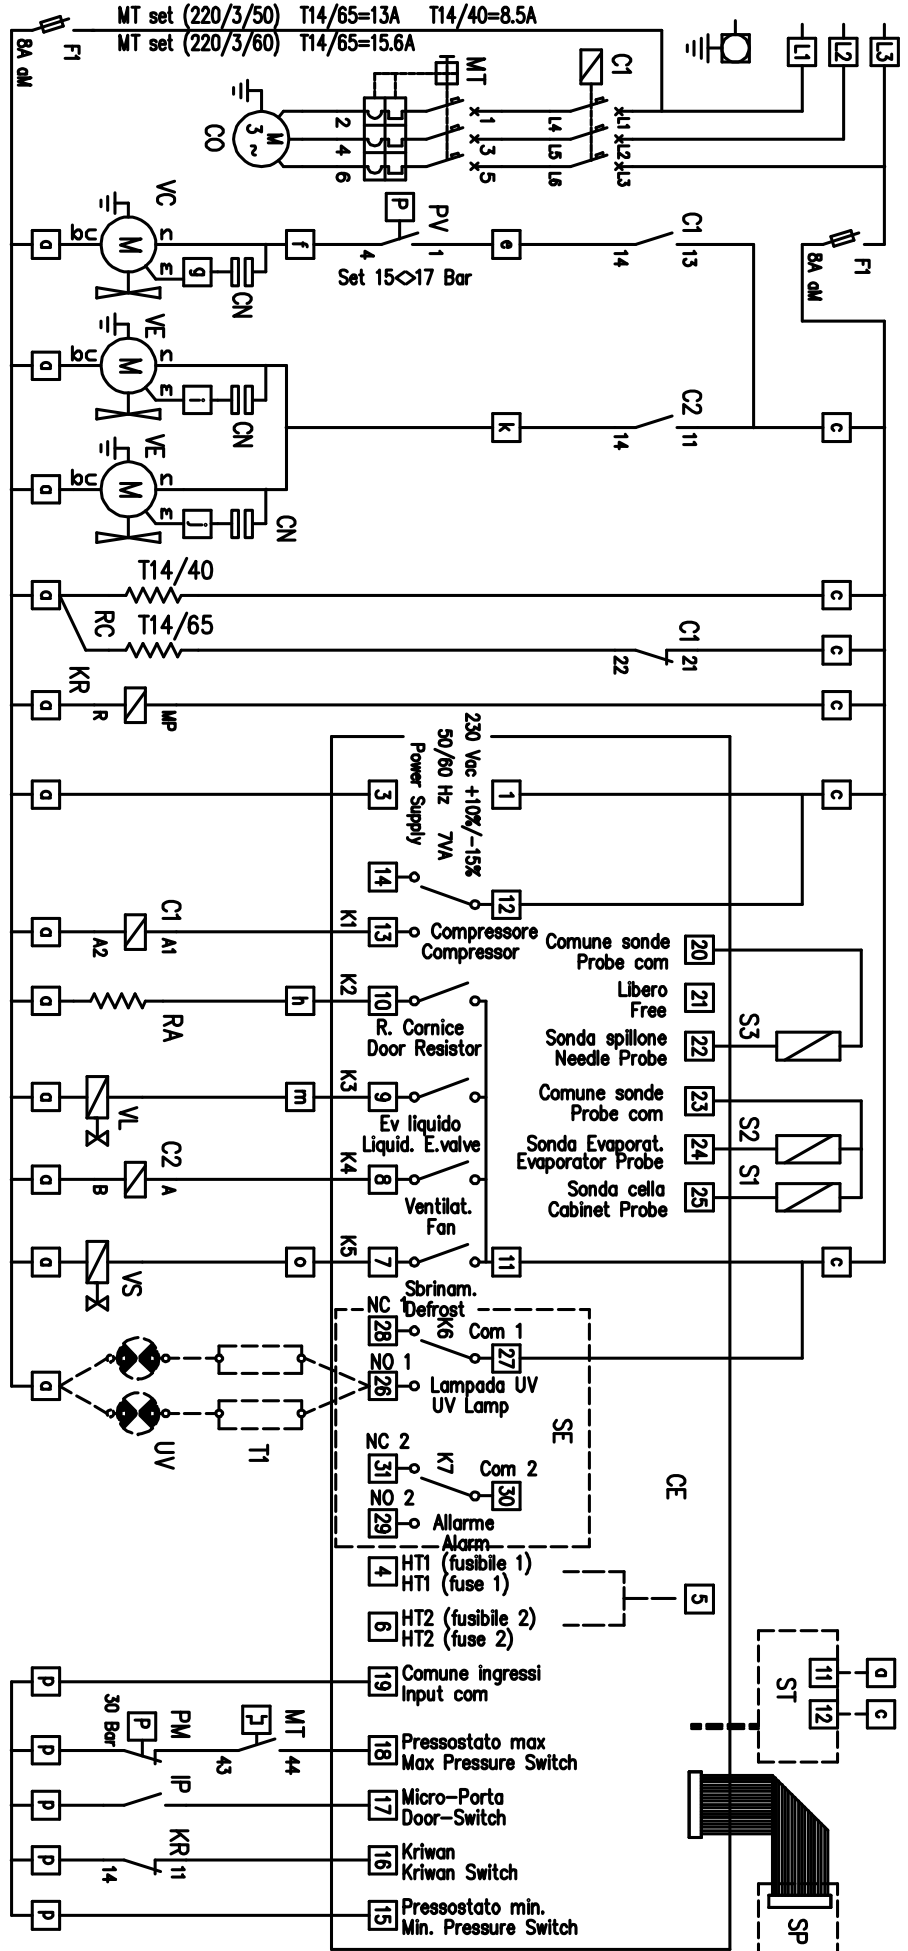 MT set (220/3/50) T14/65=13A T14/40=8.5A
MT set (220/3/60) T14/65=15.6A
F1
8A aM
L1
L2
L3
C1
MT
L1
L2
L3
L4
L5
L6
1
3
5
2
4
6
M
3 ~
CO
F1
8A aM
VC
a
bc
M
n
m
g
CN
f
P
PV
4
1
Set 15<>17 Bar
e
C1
14
13
VE
a
bc
M
n
m
i
CN
k
C2
14
11
c
VE
a
bc
M
n
m
j
CN
T14/40
a
c
RC
T14/65
C1
22
21
c
KR
a
R
MP
c
230 Vac +10%/-15%
50/60 Hz 7VA
Power Supply
a
3
1
c
14
12
C1
a
A2
A1
K1
13
Compressore
Compressor
Comune sonde
Probe com
20
K2
a
RA
h
10
R. Cornice
Door Resistor
Libero
Free
21
Sonda spillone
Needle Probe
22
S3
K3
a
VL
m
9
Ev liquido
Liquid. E.valve
Comune sonde
Probe com
23
Sonda Evaporat.
Evaporator Probe
24
S2
C2
a
B
A
K4
8
Ventilat.
Fan
Sonda cella
Cabinet Probe
25
S1
K5
a
VS
o
7
11
c
Sbrinam.
Defrost
NC 1
28
K6
Com 1
27
NO 1
26
Lampada UV
UV Lamp
a
UV
T1
SE
NC 2
31
K7
Com 2
30
NO 2
29
Allarme
Alarm
CE
4
HT1 (fusibile 1)
HT1 (fuse 1)
5
6
HT2 (fusibile 2)
HT2 (fuse 2)
11
a
12
c
ST
p
19
Comune ingressi
Input com
p
30 Bar
P
PM
MT
43
44
18
Pressostato max
Max Pressure Switch
p
IP
17
Micro-Porta
Door-Switch
p
KR
14
11
16
Kriwan
Kriwan Switch
p
15
Pressostato min.
Min. Pressure Switch
SP